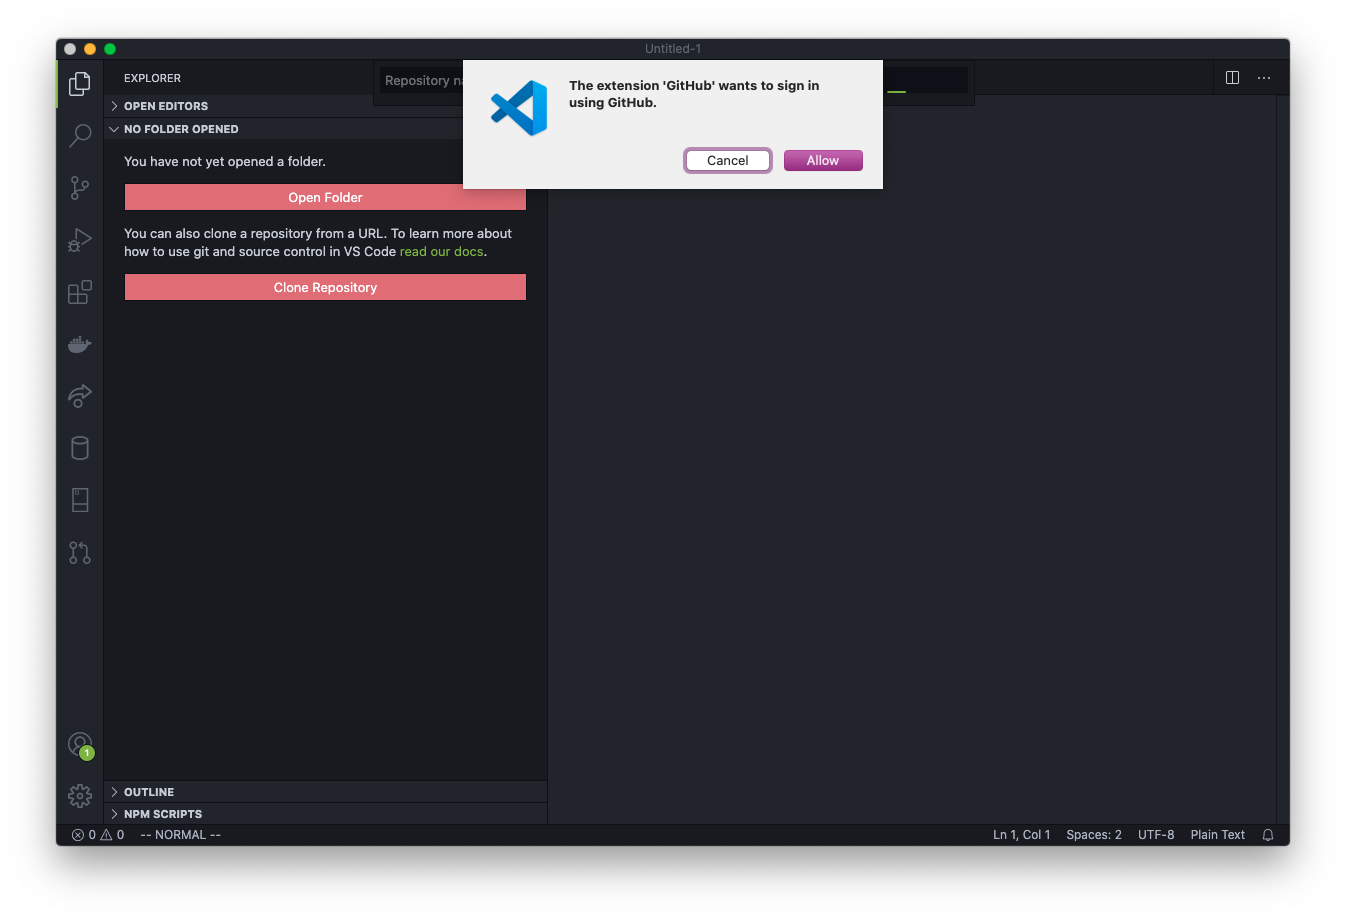 Untitled-1
EXPLORER
Repository
OPEN EDITORS
NO FOLDER OPENED
You have not yet opened a folder.
Open Folder
You can also clone a repository from a URL. To learn more about
how to use git and source control in VS Code read our docs.
Clone Repository
The extension 'GitHub' wants to sign in
using GitHub.
Cancel
Allow
1
OUTLINE
NPM SCRIPTS
0 0 -- NORMAL --
Ln 1, Col 1 Spaces: 2 UTF-8 Plain Text